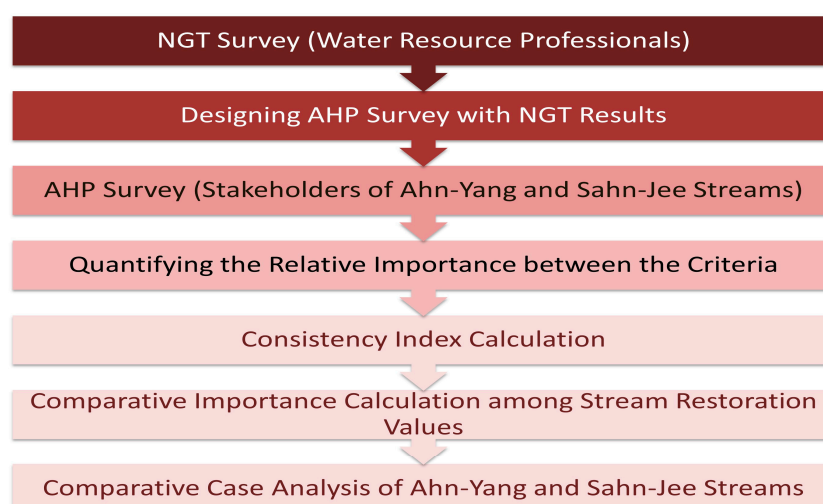 NGT Survey (Water Resource Professionals)
Designing AHP Survey with NGT Results
AHP Survey (Stakeholders of Ahn-Yang and Sahn-Jee Streams)
Quantifying the Relative Importance between the Criteria
Consistency Index Calculation
Comparative Importance Calculation among Stream Restoration
Values
Comparative Case Analysis of Ahn-Yang and Sahn-Jee Streams